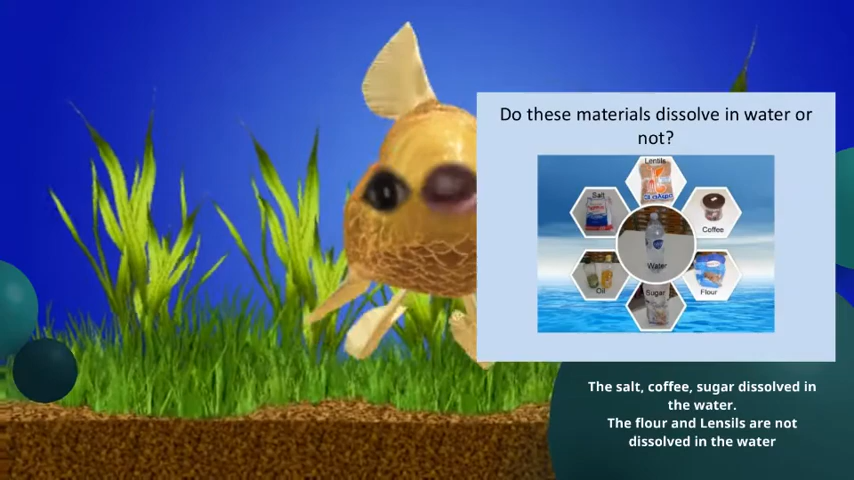 Do these materials dissolve in water or
not?
Lentils
Salt
Coffee
Water
Oil
Flour
Sugar
The salt, coffee, sugar dissolved in
the water.
The flour and Lensils are not
dissolved in the water